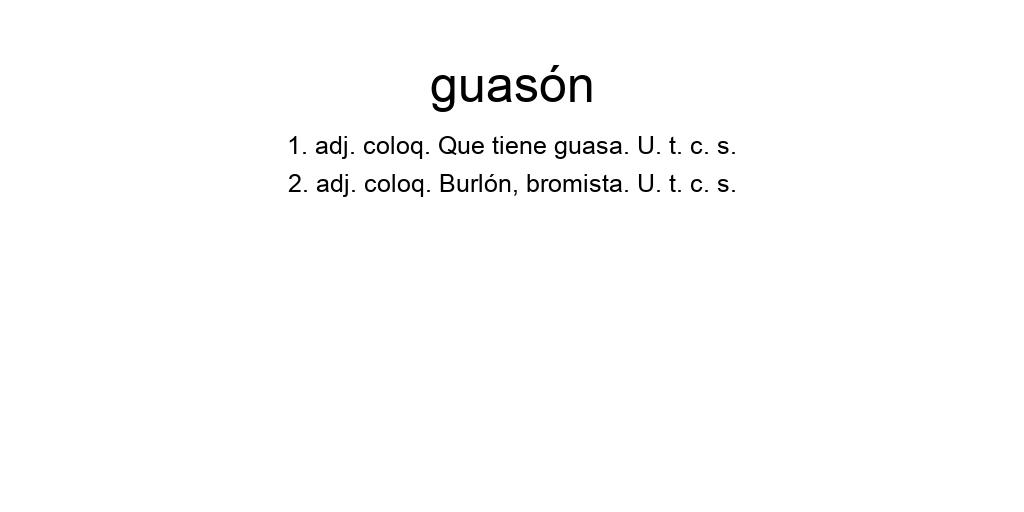 guasón
1. adj. coloq. Que tiene guasa. U. t. c. s.
2. adj. coloq. Burlón, bromista. U. t. c. s.